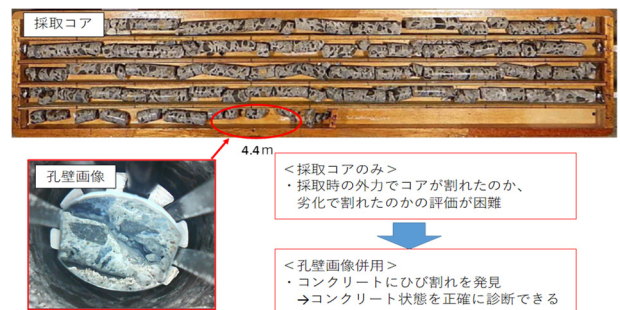 採取コア
4.4m
孔壁画像
＜採取コアのみ＞
・採取時の外力でコアが割れたのか、
劣化で割れたのかの評価が困難
＜孔壁画像併用＞
・コンクリートにひび割れを発見
→コンクリート状態を正確に診断できる